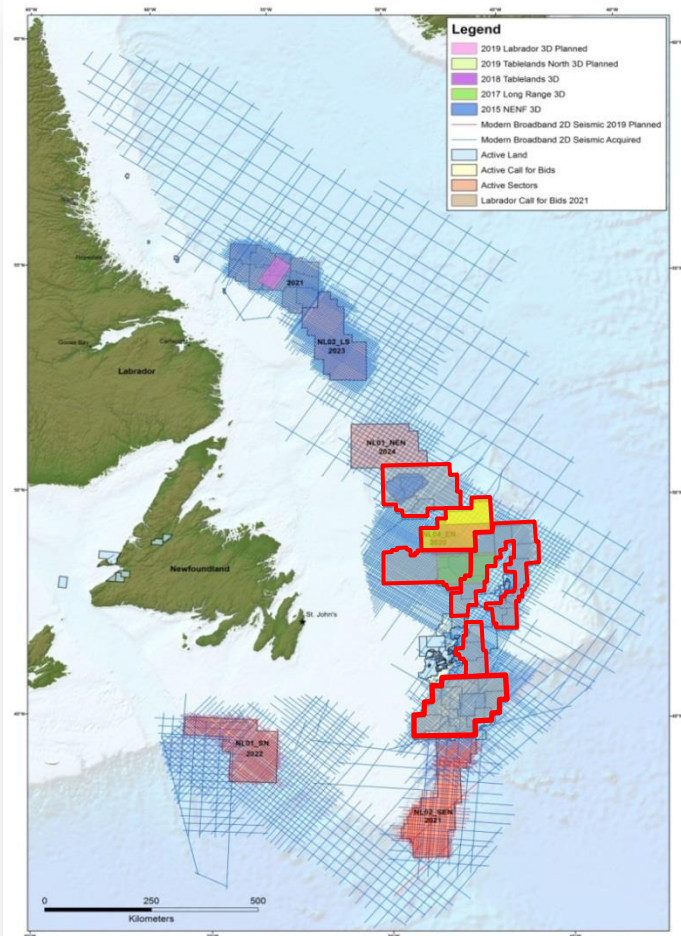 Legend
2019 Labrador 3D Planned
2019 Tablelands North 3D Planned
2018 Tablelands 3D
2017 Long Range 3D
2015 NENF 3D
Modern Broadband 2D Seismic 2019 Planned
Modern Broadband 2D Seismic Acquired
Active Land
Active Call for Bids
Active Sectors
Labrador Call for Bids 2021
Hopedale
2021
NL02_LS
2023
Goose Bay
Labrador
NL01_NEN
2024
Newfoundland
St. John's
NL01_SN
2022
NL02_SEN
2021
0 250 500
Kilometers